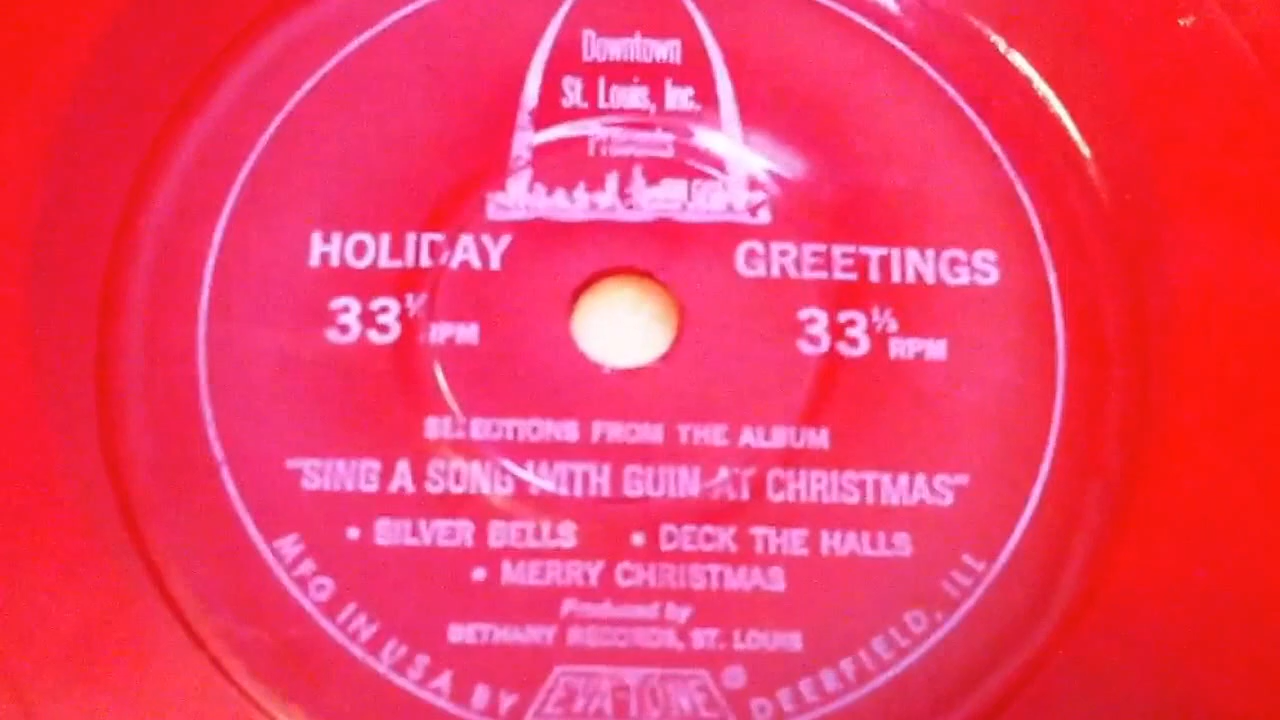 Downtown
St. Louis, Inc.
Presents
HOLIDAY GREETINGS
33⅓ RPM 33⅓ RPM
SELECTIONS FROM THE ALBUM
"SING A SONG WITH GUIN AT CHRISTMAS"
• SILVER BELLS • DECK THE HALLS
• MERRY CHRISTMAS
Produced by
BETHANY RECORDS, ST. LOUIS
MFG IN USA BY EVA-TONE ® DEERFIELD, ILL